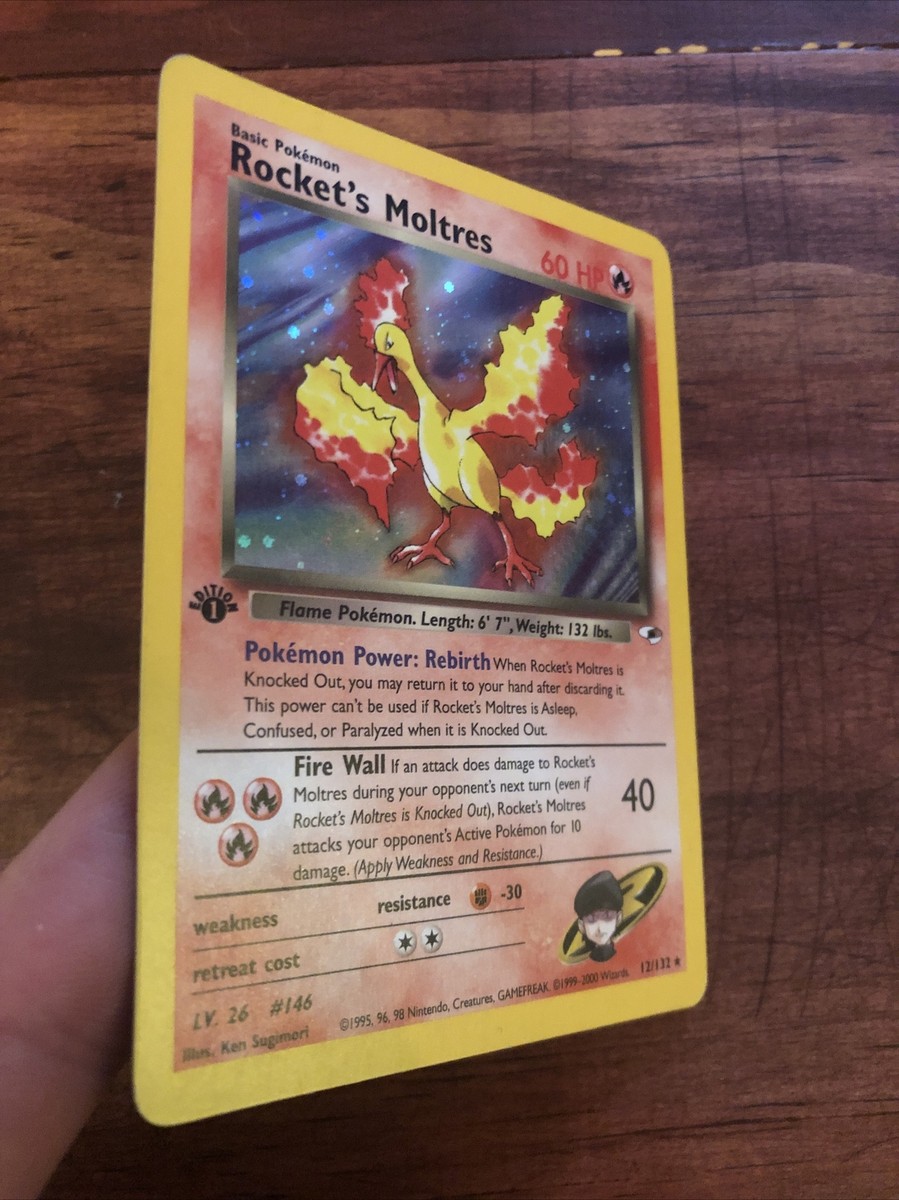 Basic Pokémon
Rocket's Moltres
60 HP
EDITION
1
Flame Pokémon. Length: 6' 7", Weight: 132 lbs.
Pokémon Power: Rebirth When Rocket's Moltres is
Knocked Out, you may return it to your hand after discarding it.
This power can't be used if Rocket's Moltres is Asleep,
Confused, or Paralyzed when it is Knocked Out.
Fire Wall If an attack does damage to Rocket's
Moltres during your opponent's next turn (even if
Rocket's Moltres is Knocked Out), Rocket's Moltres
attacks your opponent's Active Pokémon for 10
damage. (Apply Weakness and Resistance.)
40
weakness
resistance -30
retreat cost
LV. 26 #146
Illus. Ken Sugimori
©1995, 96, 98 Nintendo, Creatures, GAMEFREAK. ©1999-2000 Wizards. 12/132 ★